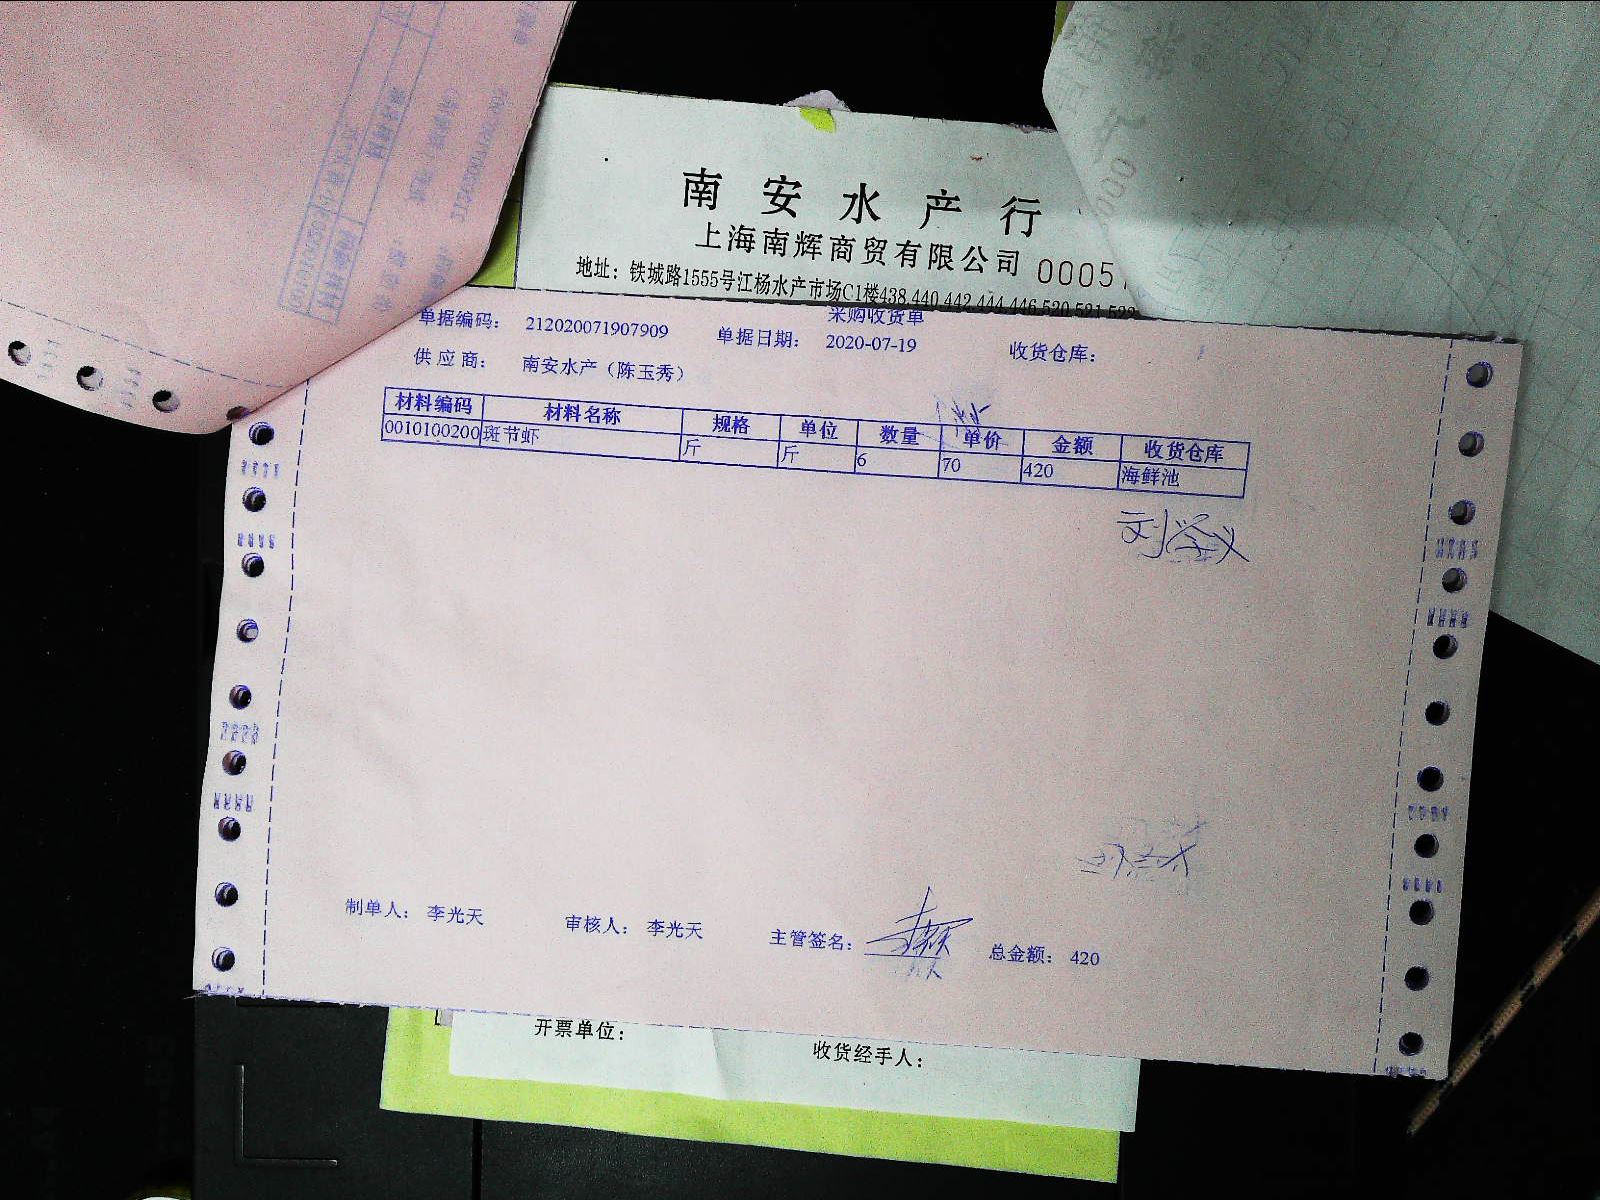 南安水产行
上海南辉商贸有限公司 0005
地址：铁城路1555号江杨水产市场C1楼438.440.442.444.446.520.521.522
采购收货单
单据编码： 212020071907909 单据日期： 2020-07-19 收货仓库：
供应商： 南安水产（陈玉秀）
材料编码 材料名称 规格 单位 数量 单价 金额 收货仓库
0010100200 斑节虾 斤 斤 6 70 420 海鲜池
制单人： 李光天 审核人： 李光天 主管签名： 总金额： 420
开票单位： 收货经手人：